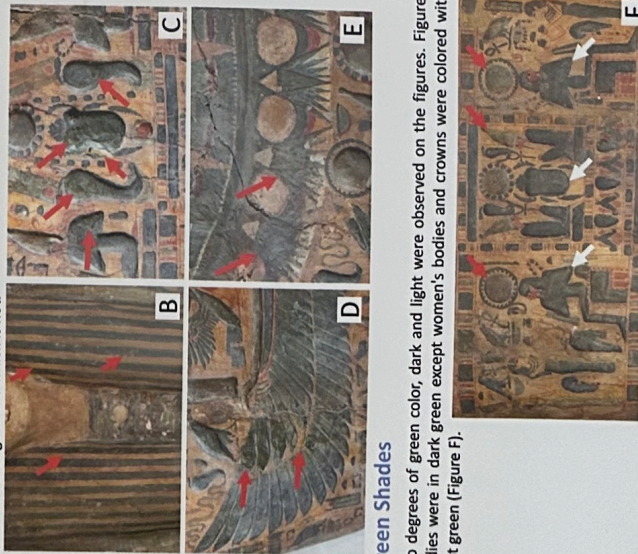 C
E
B
D
een Shades
degrees of green color, dark and light were observed on the figures. Figure
lies were in dark green except women's bodies and crowns were colored wit
t green (Figure F).
F